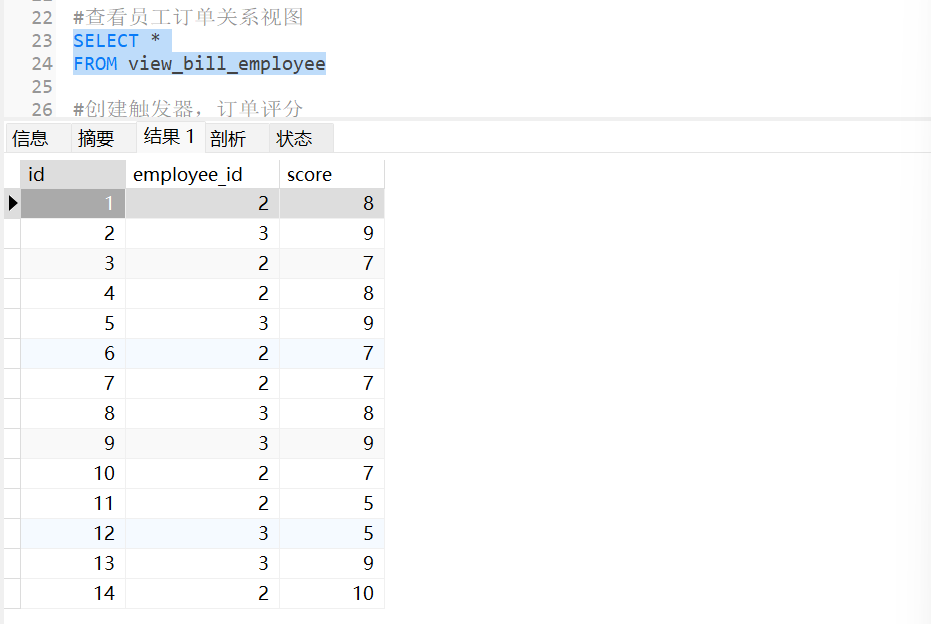 22 #查看员工订单关系视图
23 SELECT *
24 FROM view_bill_employee
25
26 #创建触发器，订单评分
信息 摘要 结果 1 剖析 状态
id employee_id score
1 2 8
2 3 9
3 2 7
4 2 8
5 3 9
6 2 7
7 2 7
8 3 8
9 3 9
10 2 7
11 2 5
12 3 5
13 3 9
14 2 10